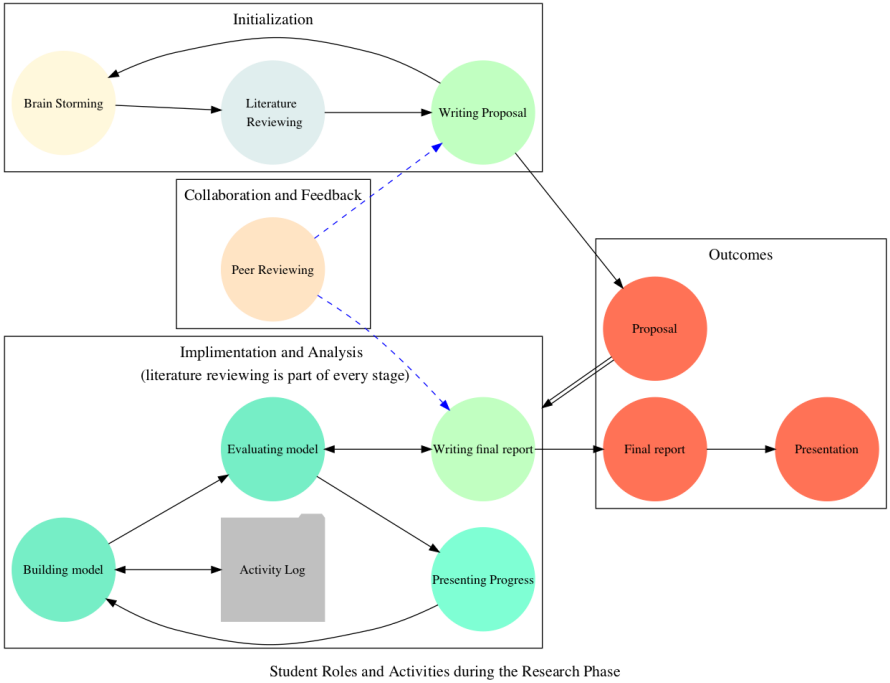 Initialization
Brain Storming
Literature
Reviewing
Writing Proposal
Collaboration and Feedback
Peer Reviewing
Outcomes
Proposal
Implimentation and Analysis
(literature reviewing is part of every stage)
Evaluating model
Writing final report
Final report
Presentation
Building model
Activity Log
Presenting Progress
Student Roles and Activities during the Research Phase